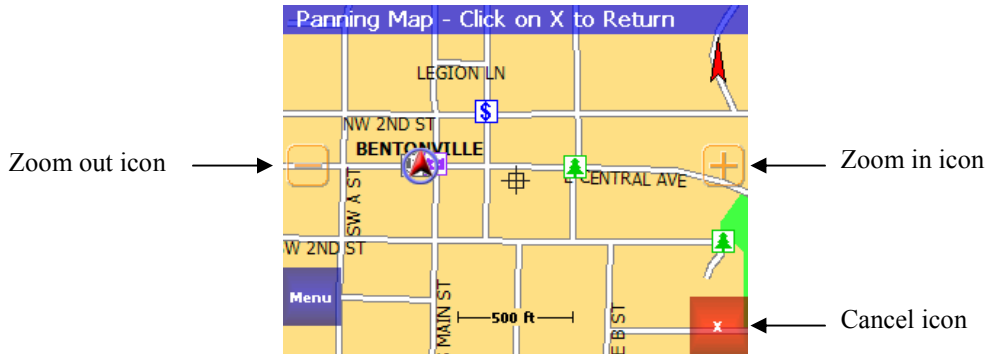 Panning Map - Click on X to Return
LEGION LN
$
NW 2ND ST
BENTONVILLE
Zoom out icon
Zoom in icon
E CENTRAL AVE
SW A ST
W 2ND ST
Menu
S MAIN ST
500 ft
E B ST
X
Cancel icon